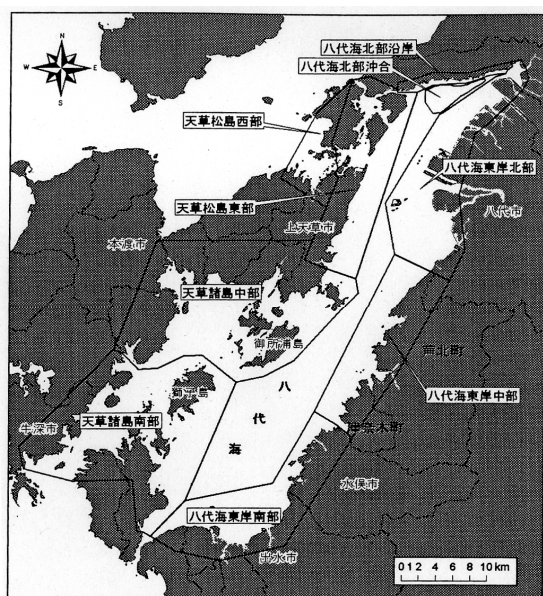 N
W
E
S
八代海北部沿岸
八代海北部沖合
天草松島西部
八代海東岸北部
天草松島東部
八代市
上天草市
本渡市
天草諸島中部
御所浦島
芦北町
獅子島
八代海
八代海東岸中部
天草諸島南部
津奈木町
牛深市
水俣市
八代海東岸南部
出水市
0 1 2 4 6 8 10 km